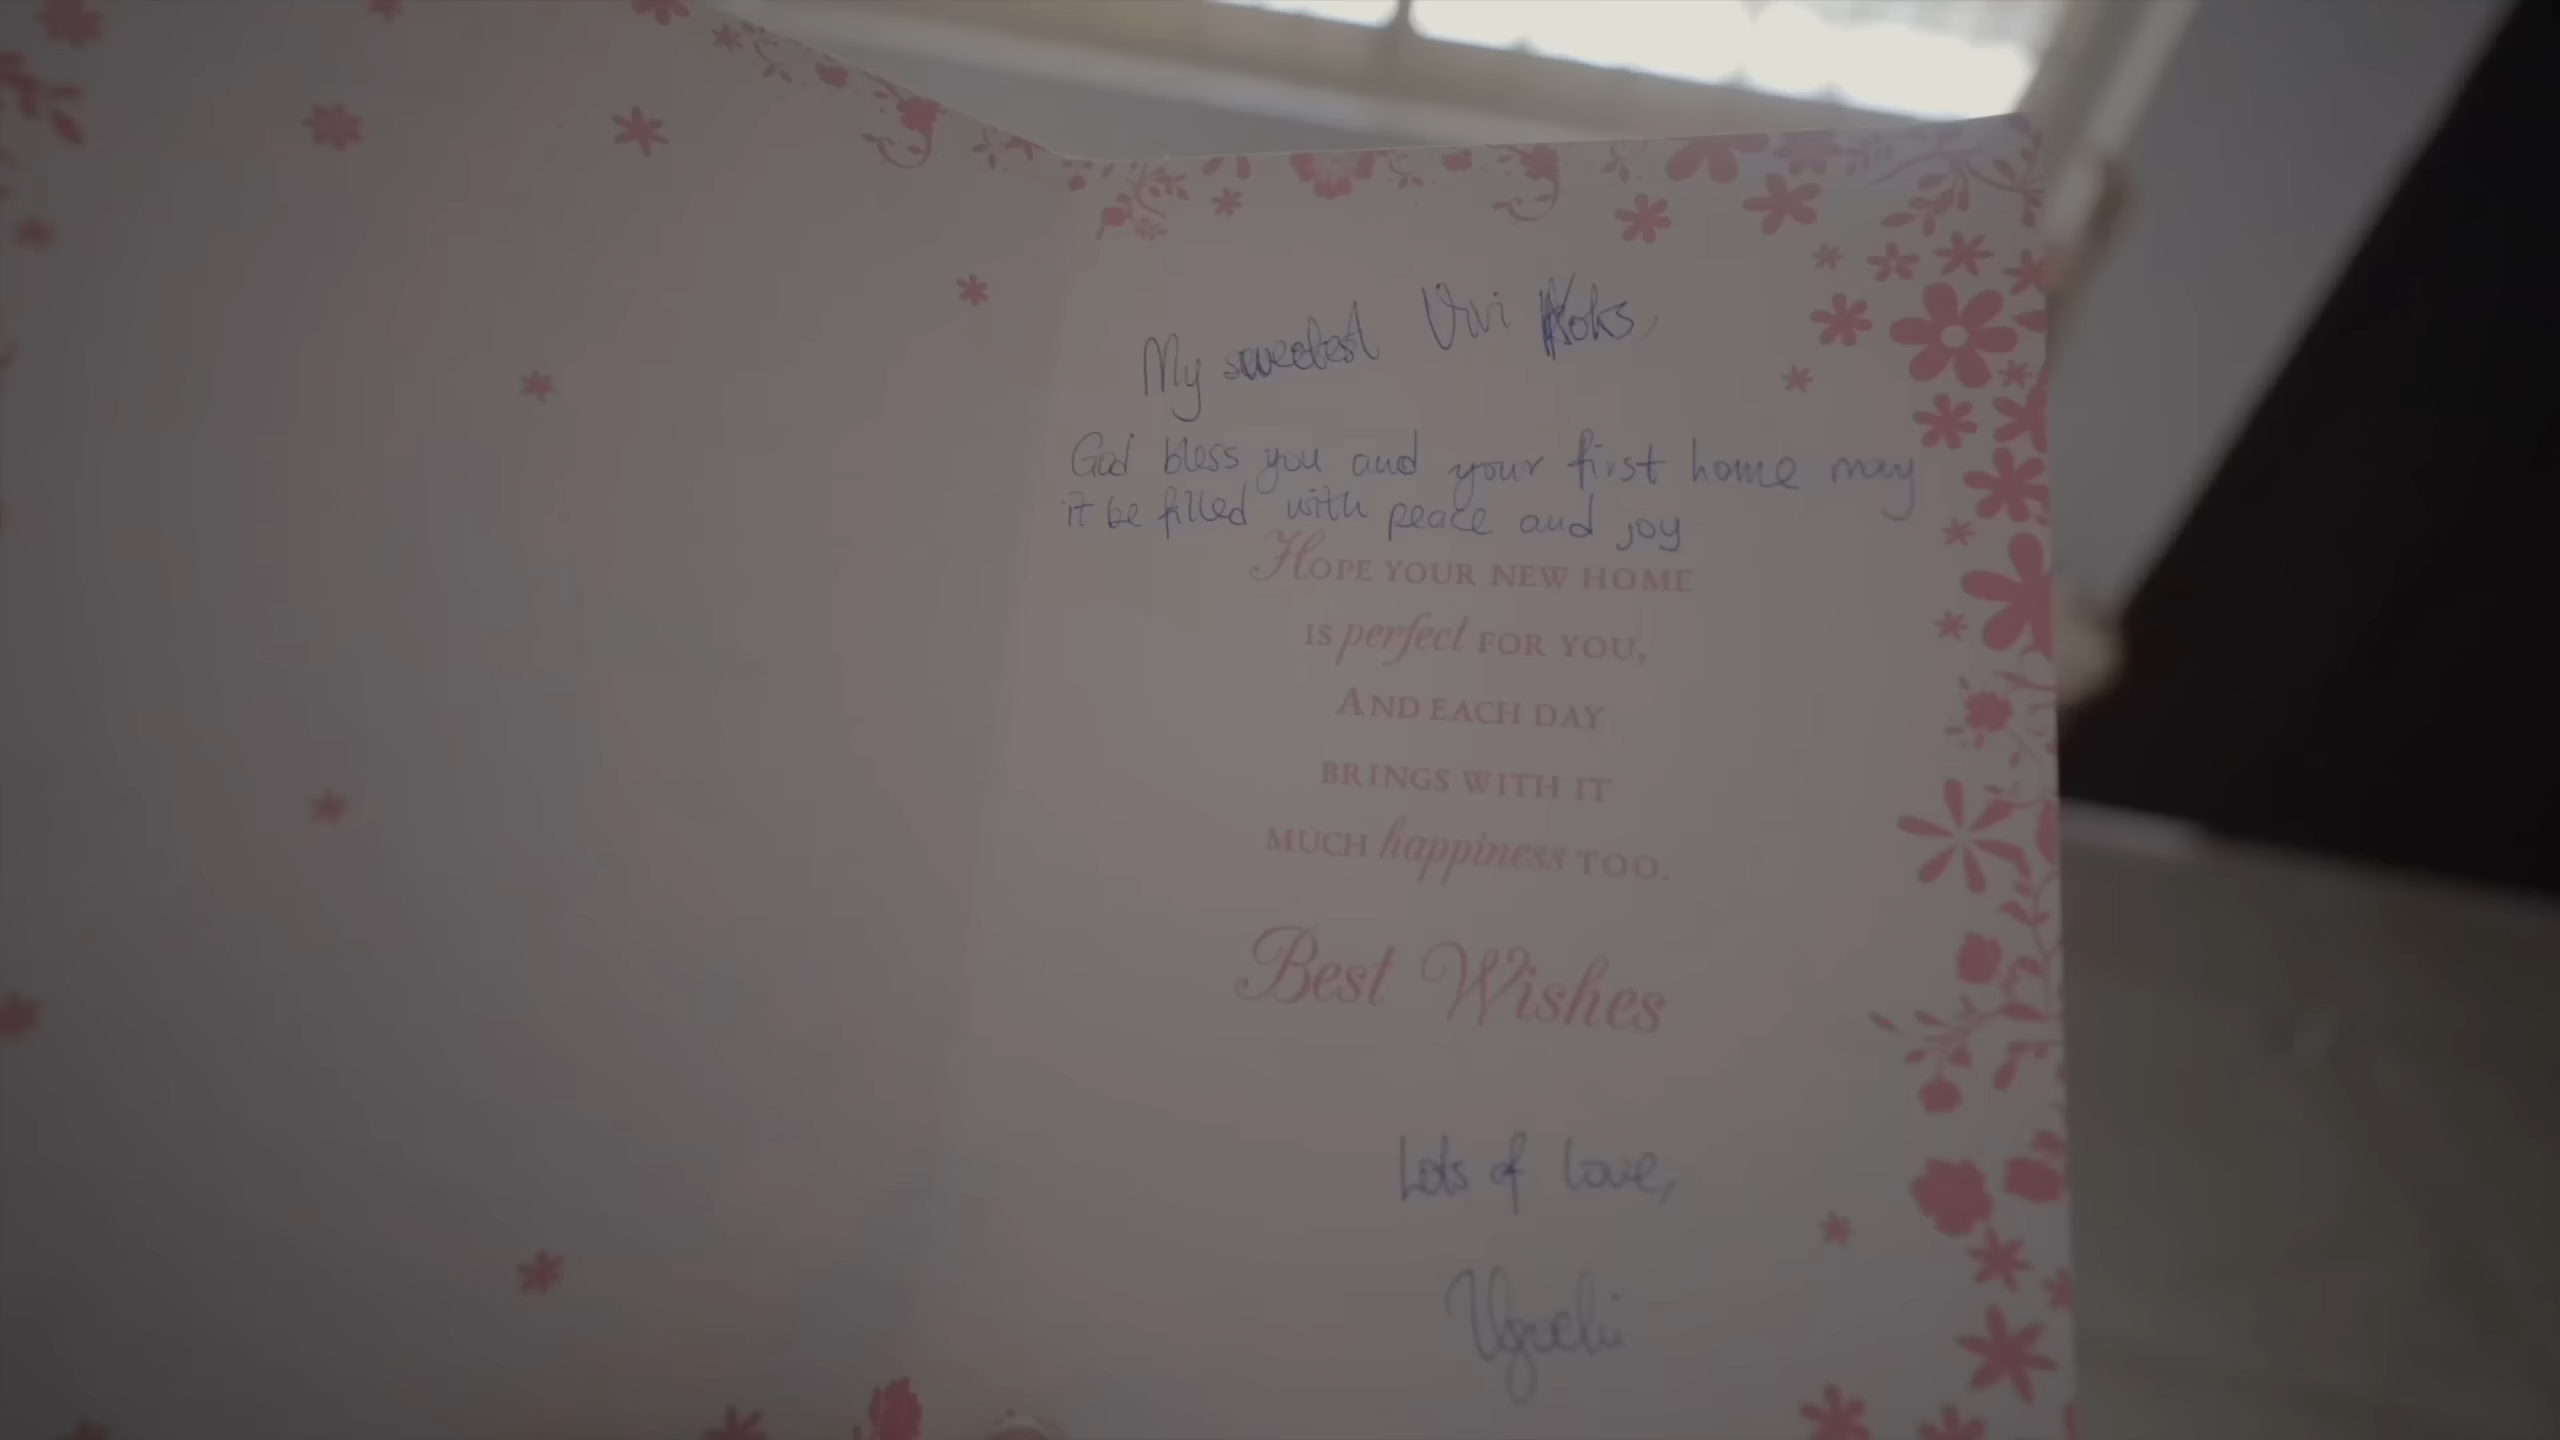 My sweetest Vivi Koks,
God bless you and your first home may
it be filled with peace and joy
HOPE YOUR NEW HOME
IS perfect FOR YOU,
AND EACH DAY
BRINGS WITH IT
MUCH happiness TOO.
Best Wishes
Lots of love,
Ugochi